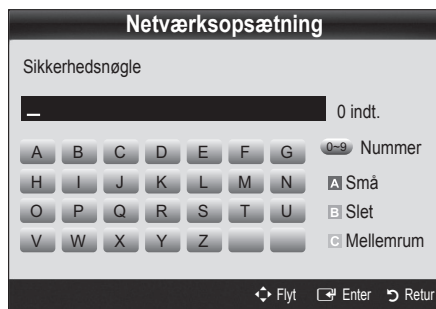 Netværksopsætning
Sikkerhedsnøgle
_ 0 indt.
A B C D E F G 0~9 Nummer
H I J K L M N A Små
O P Q R S T U B Slet
V W X Y Z C Mellemrum
Flyt Enter Retur